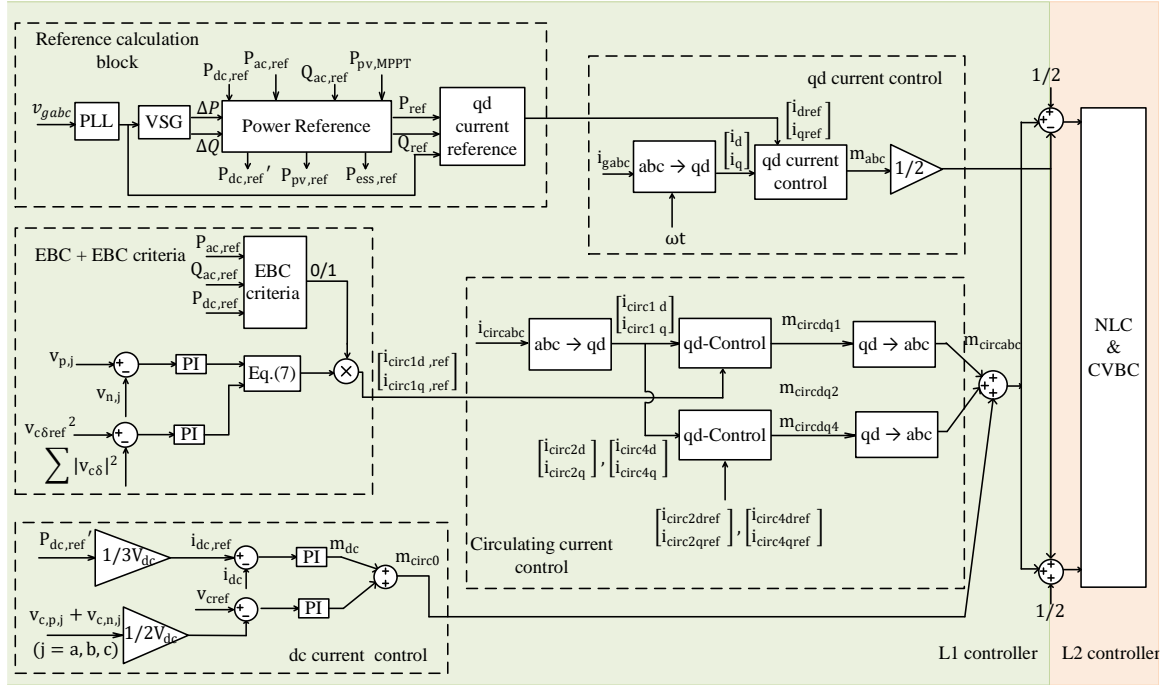 Reference calculation
block
P_dc,ref
P_ac,ref
Q_ac,ref
P_pv,MPPT
v_gabc
PLL
VSG
ΔP
ΔQ
Power Reference
P_ref
Q_ref
qd
current
reference
P_dc,ref′
P_pv,ref
P_ess,ref
qd current control
i_gabc
abc → qd
ωt
[i_d
i_q]
[i_dref
i_qref]
qd current
control
m_abc
1/2
1/2
+
−
+
NLC
&
CVBC
EBC + EBC criteria
P_ac,ref
Q_ac,ref
P_dc,ref
EBC
criteria
0/1
v_p,j
+
−
v_n,j
PI
Eq.(7)
×
[i_circ1d ,ref
i_circ1q ,ref]
v_cδref ²
+
−
PI
∑ |v_cδ|²
Circulating current
control
i_circabc
abc → qd
[i_circ1 d
i_circ1 q]
qd-Control
m_circdq1
qd → abc
m_circabc
m_circdq2
m_circdq4
qd-Control
qd → abc
+
+
+
[i_circ2d
i_circ2q] , [i_circ4d
i_circ4q]
[i_circ2dref
i_circ2qref] , [i_circ4dref
i_circ4qref]
P_dc,ref′
1/3V_dc
i_dc,ref
+
−
i_dc
PI
m_dc
+
+
m_circ0
v_cref
+
−
PI
v_c,p,j + v_c,n,j
(j = a, b, c)
1/2V_dc
dc current control
+
+
+
1/2
L1 controller
L2 controller